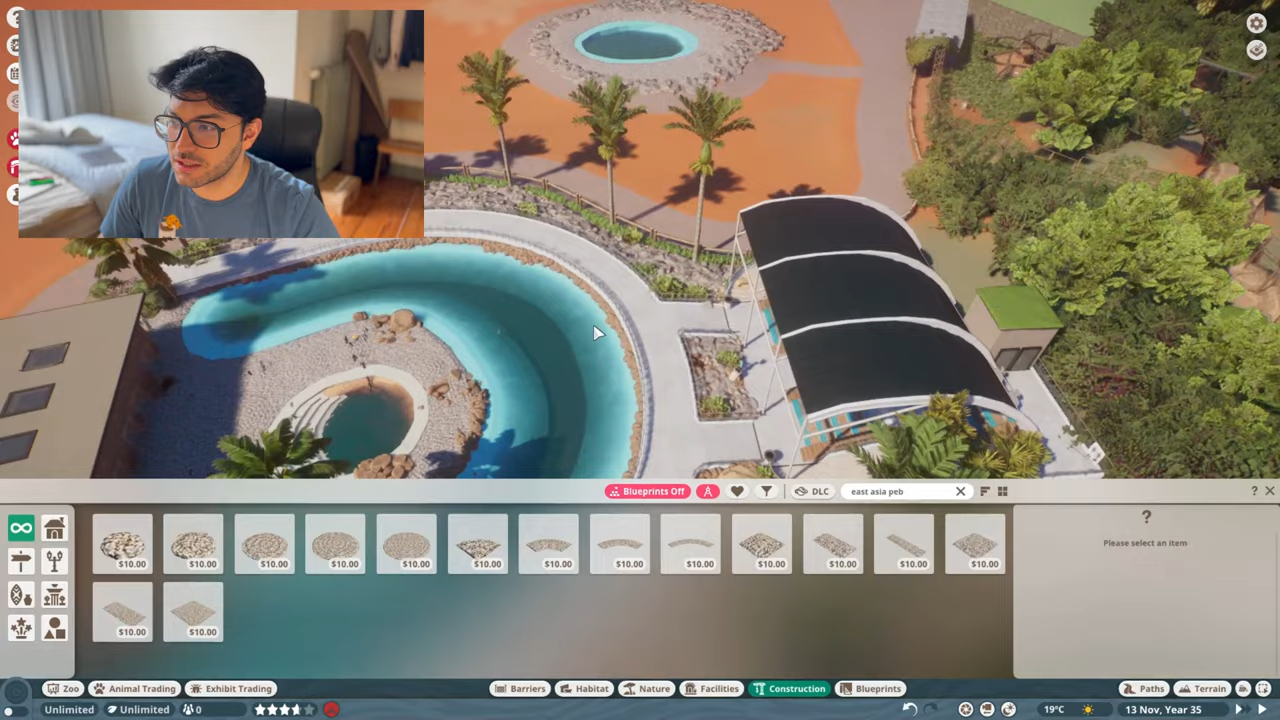 Blueprints Off
DLC
east asia peb
?
$10.00 $10.00 $10.00 $10.00 $10.00 $10.00 $10.00 $10.00 $10.00 $10.00 $10.00 $10.00 $10.00
$10.00 $10.00
?
Please select an item
Zoo
Animal Trading
Exhibit Trading
Barriers
Habitat
Nature
Facilities
Construction
Blueprints
Paths
Terrain
Unlimited
Unlimited
0
19°C
13 Nov, Year 35